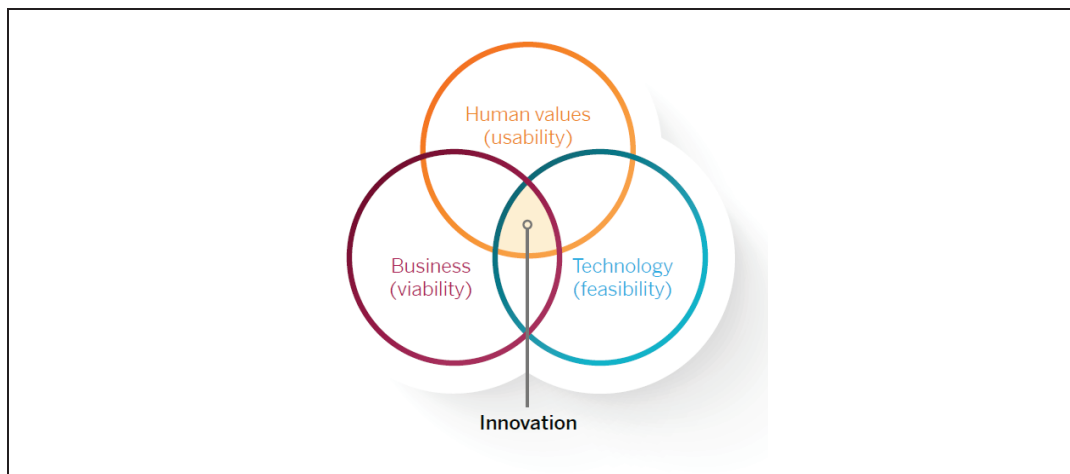 Human values
(usability)
Business
(viability)
Technology
(feasibility)
Innovation